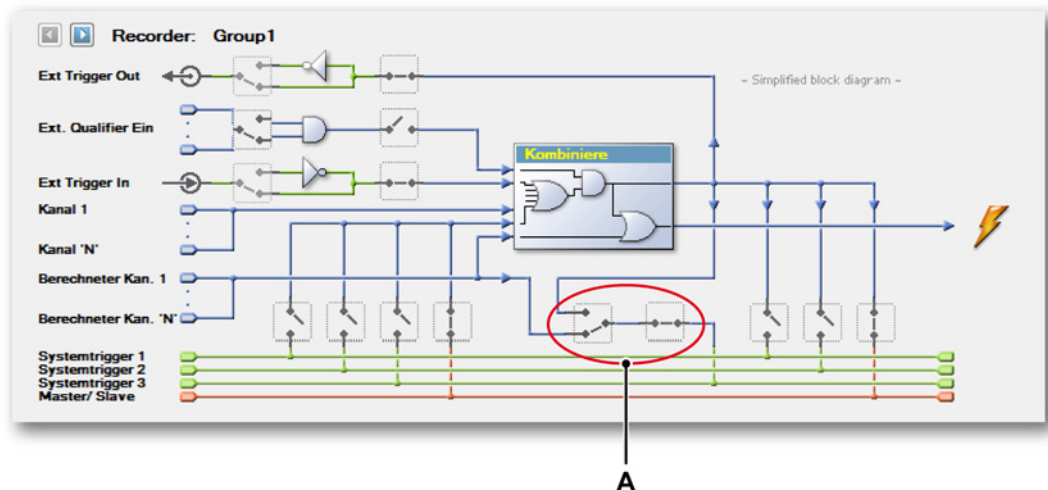 Recorder: Group1
Ext Trigger Out
– Simplified block diagram –
Ext. Qualifier Ein
Kombiniere
Ext Trigger In
Kanal 1
Kanal "N"
Berechneter Kan. 1
Berechneter Kan. "N"
Systemtrigger 1
Systemtrigger 2
Systemtrigger 3
Master/ Slave
A